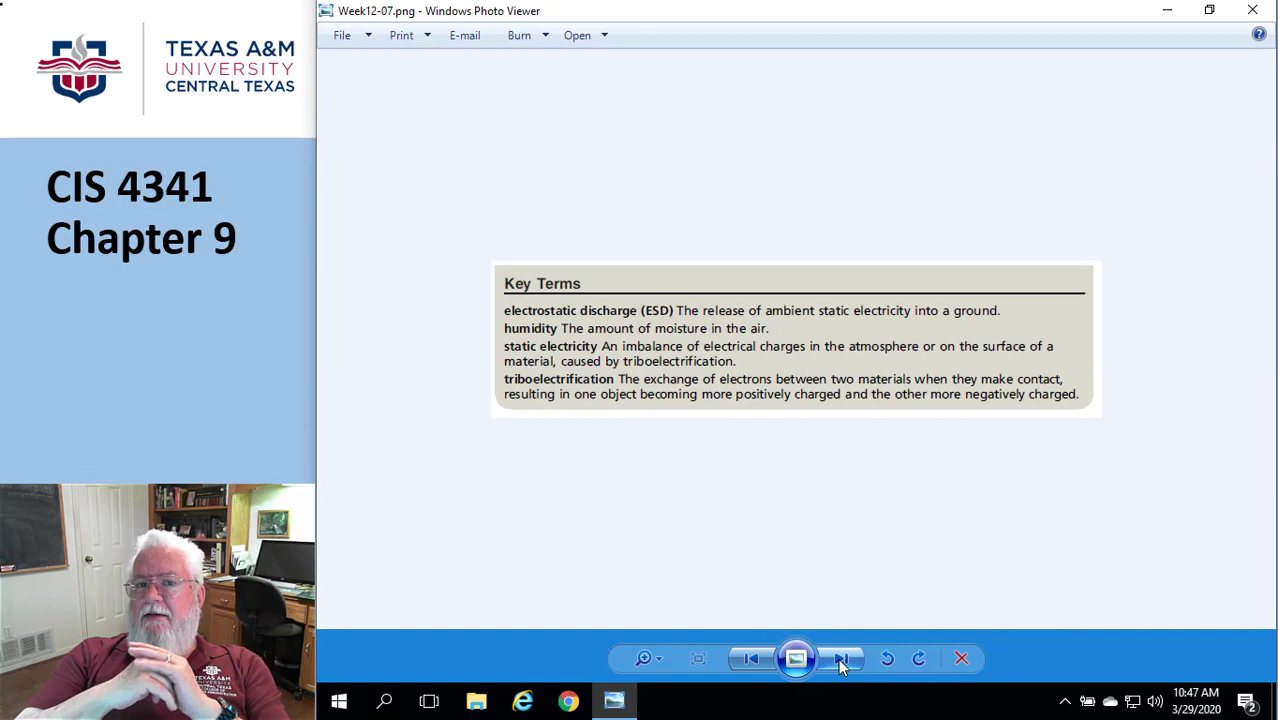 TEXAS A&M
UNIVERSITY
CENTRAL TEXAS
CIS 4341
Chapter 9
Week12-07.png - Windows Photo Viewer
File Print E-mail Burn Open
Key Terms
electrostatic discharge (ESD) The release of ambient static electricity into a ground.
humidity The amount of moisture in the air.
static electricity An imbalance of electrical charges in the atmosphere or on the surface of a
material, caused by triboelectrification.
triboelectrification The exchange of electrons between two materials when they make contact,
resulting in one object becoming more positively charged and the other more negatively charged.
10:47 AM
3/29/2020
2